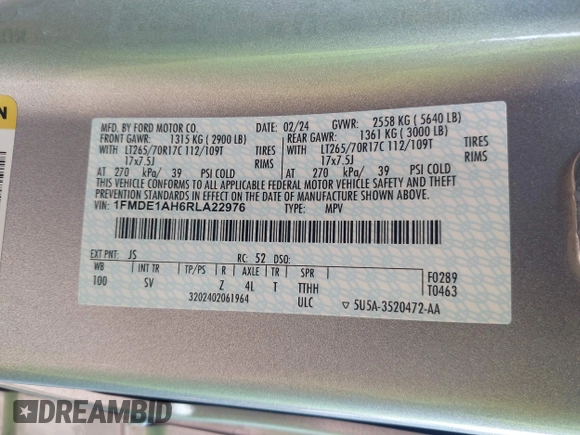 N
MFD. BY FORD MOTOR CO.
DATE: 02/24 GVWR: 2558 KG ( 5640 LB)
FRONT GAWR: 1315 KG ( 2900 LB) REAR GAWR: 1361 KG ( 3000 LB)
WITH LT265/70R17C 112/109T TIRES WITH LT265/70R17C 112/109T TIRES
17x7.5J RIMS 17x7.5J RIMS
AT 270 kPa/ 39 PSI COLD AT 270 kPa/ 39 PSI COLD
THIS VEHICLE CONFORMS TO ALL APPLICABLE FEDERAL MOTOR VEHICLE SAFETY AND THEFT
PREVENTION STANDARDS IN EFFECT ON THE DATE OF MANUFACTURE SHOWN ABOVE.
VIN: 1FMDE1AH6RLA22976 TYPE: MPV
EXT PNT: JS RC: 52 DSO:
WB INT TR TP/PS R AXLE TR SPR F0289
100 SV Z 4L T TTHH T0463
3202402061964 ULC ▽ 5U5A-3520472-AA
DREAMBID